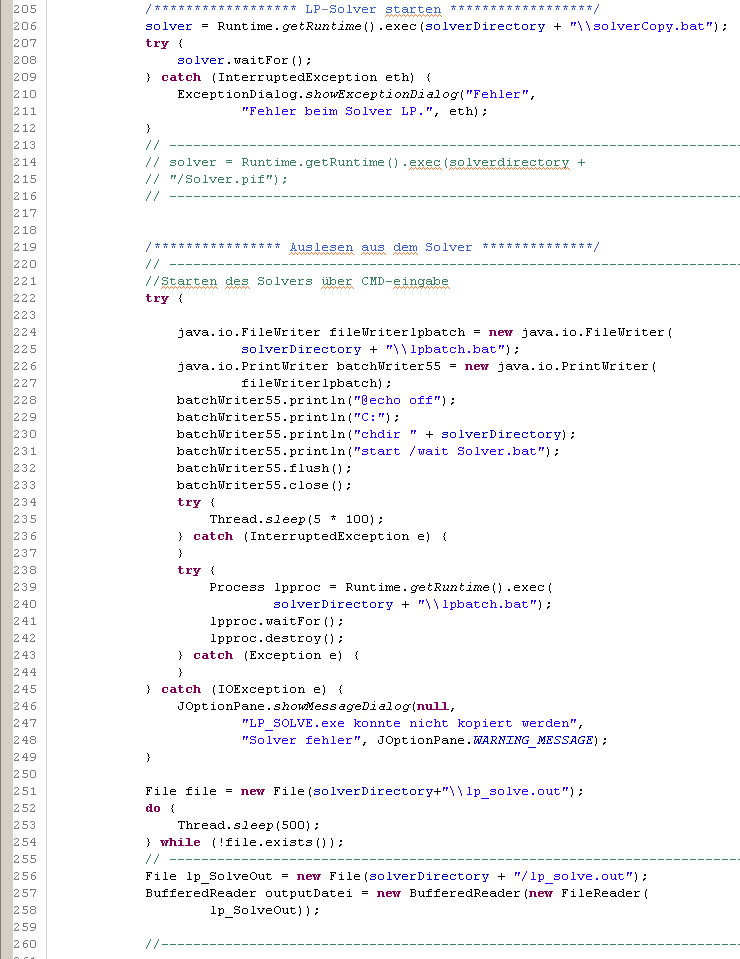 205 /****************** LP-Solver starten ******************/
206 solver = Runtime.getRuntime().exec(solverDirectory + "\\solverCopy.bat");
207 try {
208 solver.waitFor();
209 } catch (InterruptedException eth) {
210 ExceptionDialog.showExceptionDialog("Fehler",
211 "Fehler beim Solver LP.", eth);
212 }
213 // ------------------------------------------------------------------------
214 // solver = Runtime.getRuntime().exec(solverdirectory +
215 // "/Solver.pif");
216 // ------------------------------------------------------------------------
217
218
219 /**************** Auslesen aus dem Solver **************/
220 // ------------------------------------------------------------------------
221 //Starten des Solvers über CMD-eingabe
222 try {
223
224 java.io.FileWriter fileWriterlpbatch = new java.io.FileWriter(
225 solverDirectory + "\\lpbatch.bat");
226 java.io.PrintWriter batchWriter55 = new java.io.PrintWriter(
227 fileWriterlpbatch);
228 batchWriter55.println("@echo off");
229 batchWriter55.println("C:");
230 batchWriter55.println("chdir " + solverDirectory);
231 batchWriter55.println("start /wait Solver.bat");
232 batchWriter55.flush();
233 batchWriter55.close();
234 try {
235 Thread.sleep(5 * 100);
236 } catch (InterruptedException e) {
237 }
238 try {
239 Process lpproc = Runtime.getRuntime().exec(
240 solverDirectory + "\\lpbatch.bat");
241 lpproc.waitFor();
242 lpproc.destroy();
243 } catch (Exception e) {
244 }
245 } catch (IOException e) {
246 JOptionPane.showMessageDialog(null,
247 "LP_SOLVE.exe konnte nicht kopiert werden",
248 "Solver fehler", JOptionPane.WARNING_MESSAGE);
249 }
250
251 File file = new File(solverDirectory+"\\lp_solve.out");
252 do {
253 Thread.sleep(500);
254 } while (!file.exists());
255 // ------------------------------------------------------------------------
256 File lp_SolveOut = new File(solverDirectory + "/lp_solve.out");
257 BufferedReader outputDatei = new BufferedReader(new FileReader(
258 lp_SolveOut));
259
260 //-------------------------------------------------------------------------